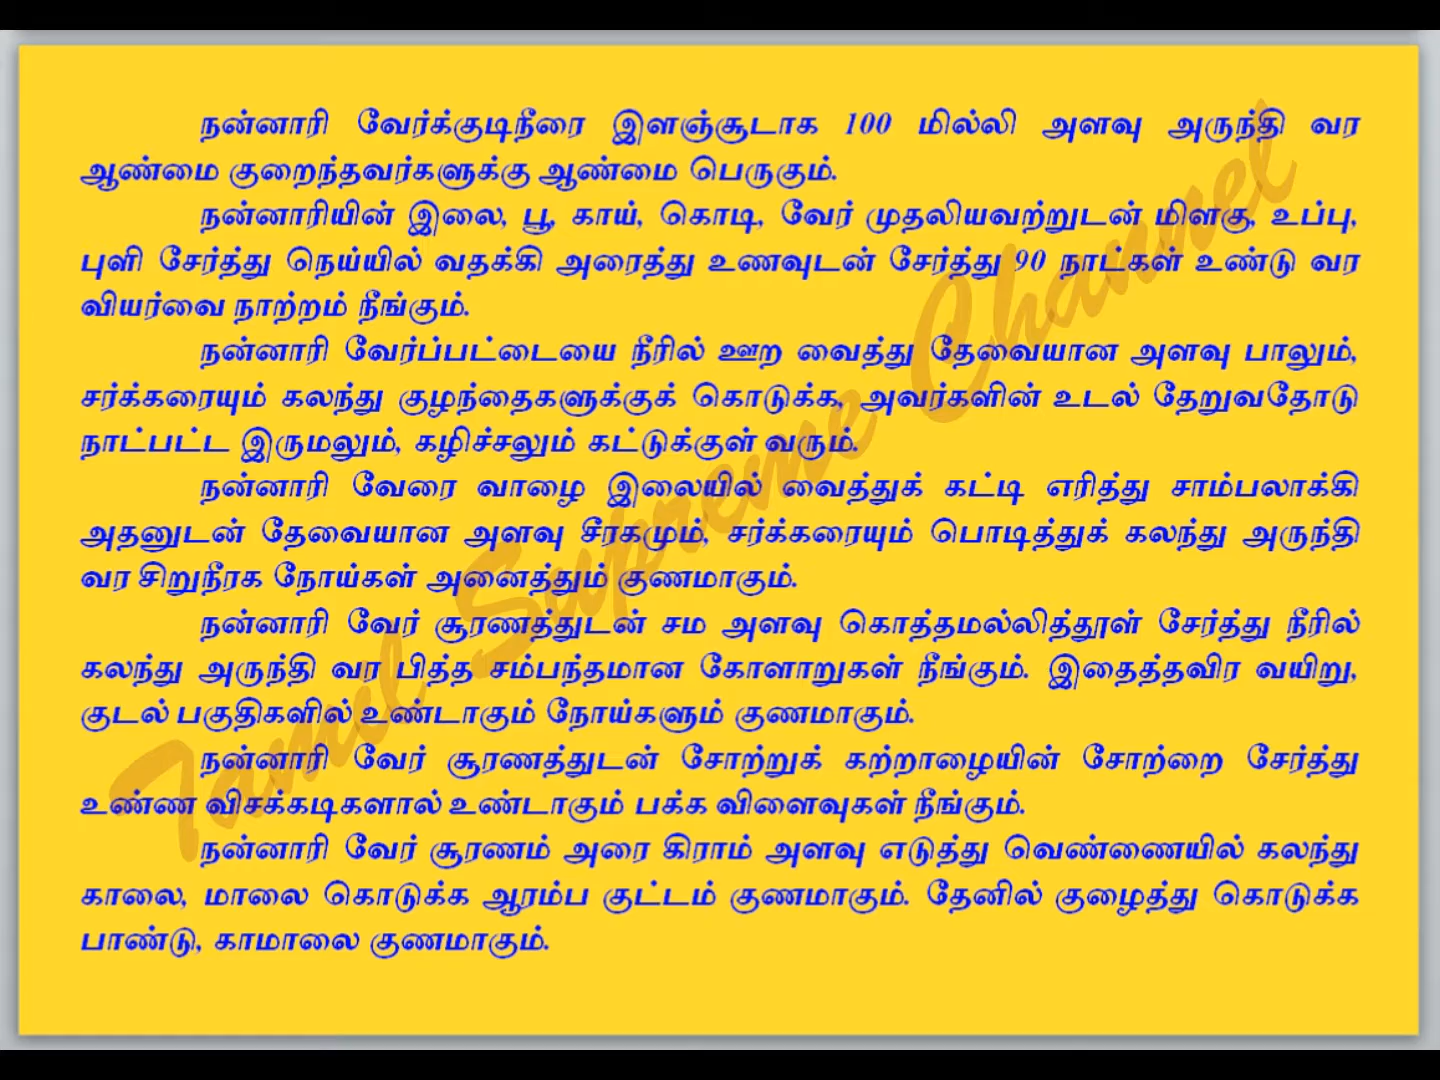 நன்னாரி வேர்க்குடிநீரை இளஞ்சூடாக 100 மில்லி அளவு அருந்தி வர
ஆண்மை குறைந்தவர்களுக்கு ஆண்மை பெருகும்.
நன்னாரியின் இலை, பூ, காய், கொடி, வேர் முதலியவற்றுடன் மிளகு, உப்பு,
புளி சேர்த்து நெய்யில் வதக்கி அரைத்து உணவுடன் சேர்த்து 90 நாட்கள் உண்டு வர
வியர்வை நாற்றம் நீங்கும்.
நன்னாரி வேர்ப்பட்டையை நீரில் ஊற வைத்து தேவையான அளவு பாலும்,
சர்க்கரையும் கலந்து குழந்தைகளுக்குக் கொடுக்க, அவர்களின் உடல் தேறுவதோடு
நாட்பட்ட இருமலும், கழிச்சலும் கட்டுக்குள் வரும்.
நன்னாரி வேரை வாழை இலையில் வைத்துக் கட்டி எரித்து சாம்பலாக்கி
அதனுடன் தேவையான அளவு சீரகமும், சர்க்கரையும் பொடித்துக் கலந்து அருந்தி
வர சிறுநீரக நோய்கள் அனைத்தும் குணமாகும்.
நன்னாரி வேர் சூரணத்துடன் சம அளவு கொத்தமல்லித்தூள் சேர்த்து நீரில்
கலந்து அருந்தி வர பித்த சம்பந்தமான கோளாறுகள் நீங்கும். இதைத்தவிர வயிறு,
குடல் பகுதிகளில் உண்டாகும் நோய்களும் குணமாகும்.
நன்னாரி வேர் சூரணத்துடன் சோற்றுக் கற்றாழையின் சோற்றை சேர்த்து
உண்ண விசக்கடிகளால் உண்டாகும் பக்க விளைவுகள் நீங்கும்.
நன்னாரி வேர் சூரணம் அரை கிராம் அளவு எடுத்து வெண்ணையில் கலந்து
காலை, மாலை கொடுக்க ஆரம்ப குட்டம் குணமாகும். தேனில் குழைத்து கொடுக்க
பாண்டு, காமாலை குணமாகும்.
Tamel Supreme Channel